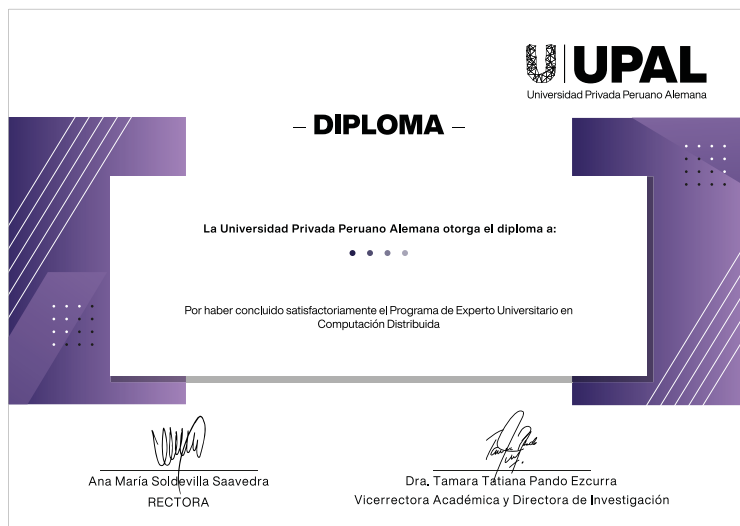 UPAL
Universidad Privada Peruano Alemana
– DIPLOMA –
La Universidad Privada Peruano Alemana otorga el diploma a:
Por haber concluido satisfactoriamente el Programa de Experto Universitario en
Computación Distribuida
Ana María Soldevilla Saavedra
RECTORA
Dra. Tamara Tatiana Pando Ezcurra
Vicerrectora Académica y Directora de Investigación